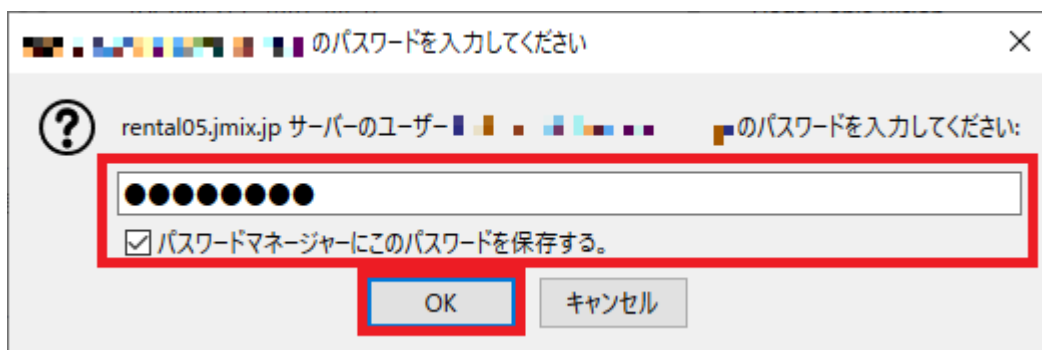 のパスワードを入力してください
rental05.jmix.jp サーバーのユーザー のパスワードを入力してください:
●●●●●●●●
パスワードマネージャーにこのパスワードを保存する。
OK キャンセル